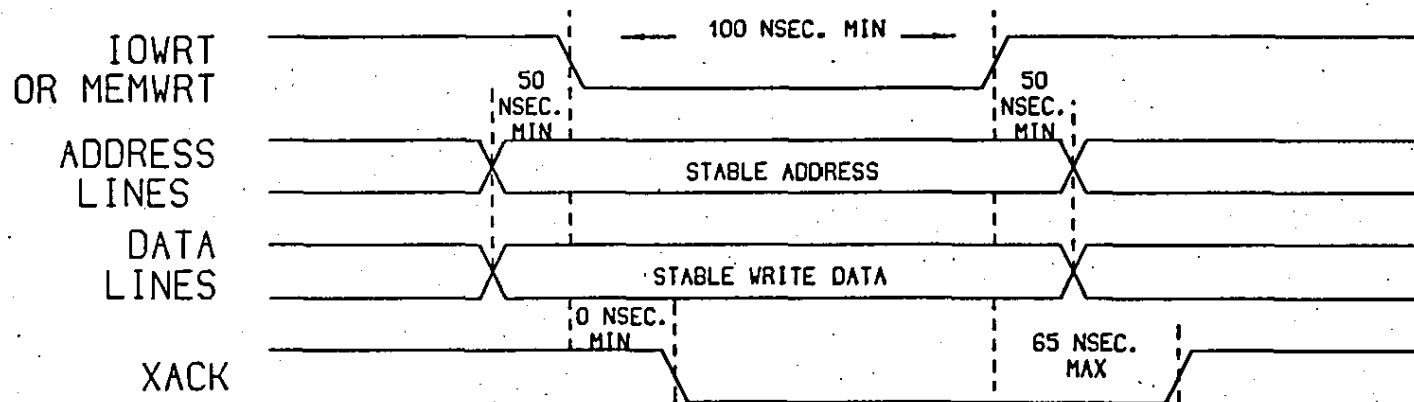 IOWRT
OR MEMWRT
100 NSEC. MIN
50
NSEC.
MIN
50
NSEC.
MIN
ADDRESS
LINES
STABLE ADDRESS
DATA
LINES
STABLE WRITE DATA
0 NSEC.
MIN
65 NSEC.
MAX
XACK